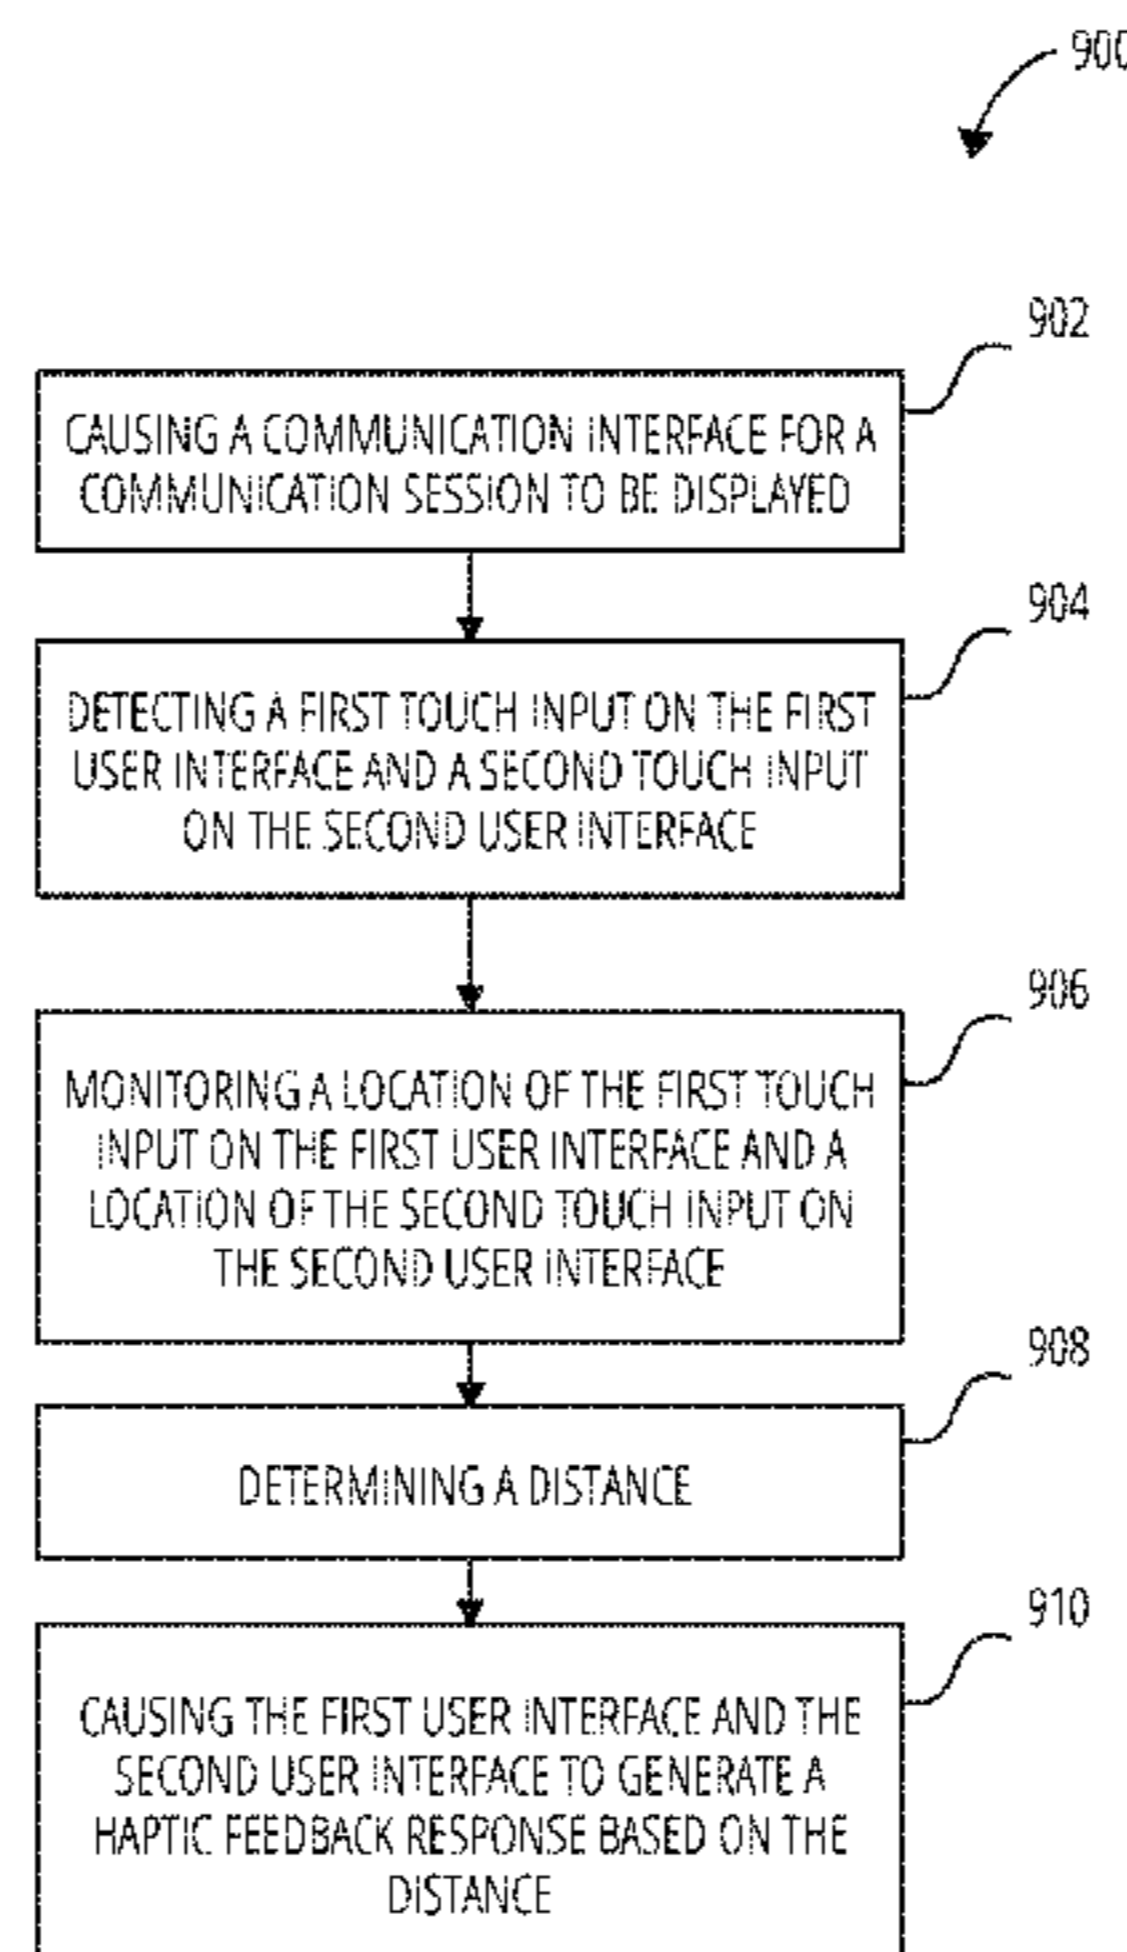 900
902
CAUSING A COMMUNICATION INTERFACE FOR A
COMMUNICATION SESSION TO BE DISPLAYED
904
DETECTING A FIRST TOUCH INPUT ON THE FIRST
USER INTERFACE AND A SECOND TOUCH INPUT
ON THE SECOND USER INTERFACE
906
MONITORING A LOCATION OF THE FIRST TOUCH
INPUT ON THE FIRST USER INTERFACE AND A
LOCATION OF THE SECOND TOUCH INPUT ON
THE SECOND USER INTERFACE
908
DETERMINING A DISTANCE
910
CAUSING THE FIRST USER INTERFACE AND THE
SECOND USER INTERFACE TO GENERATE A
HAPTIC FEEDBACK RESPONSE BASED ON THE
DISTANCE